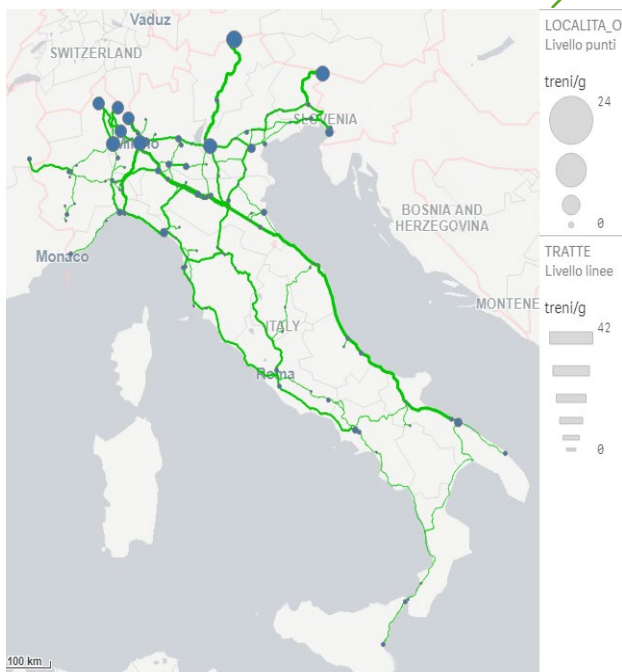 Vaduz
SWITZERLAND
SLOVENIA
BOSNIA AND
HERZEGOVINA
Monaco
MONTENE
ITALY
Roma
100 km
LOCALITA_O
Livello punti
treni/g
24
0
TRATTE
Livello linee
treni/g
42
0